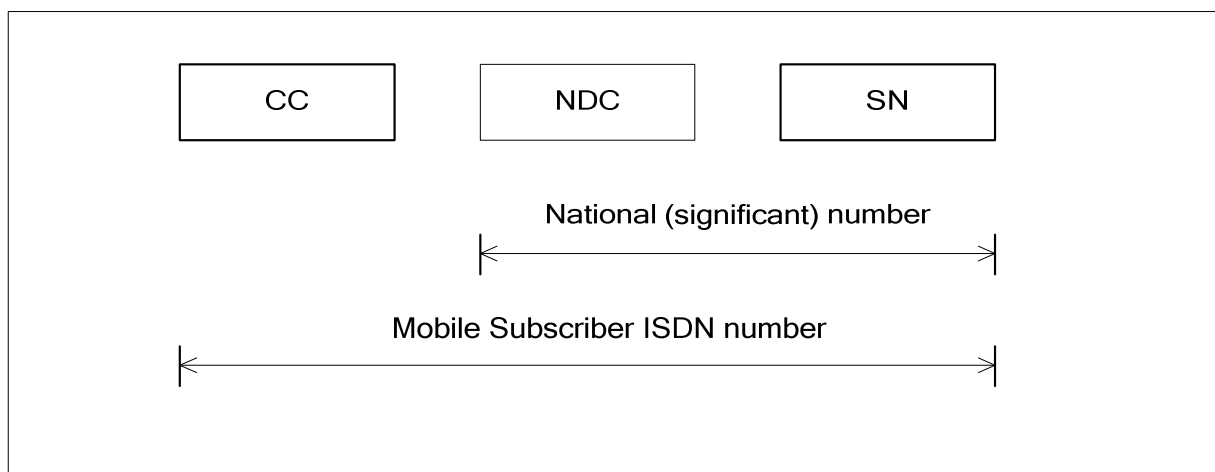 CC NDC SN
National (significant) number
Mobile Subscriber ISDN number